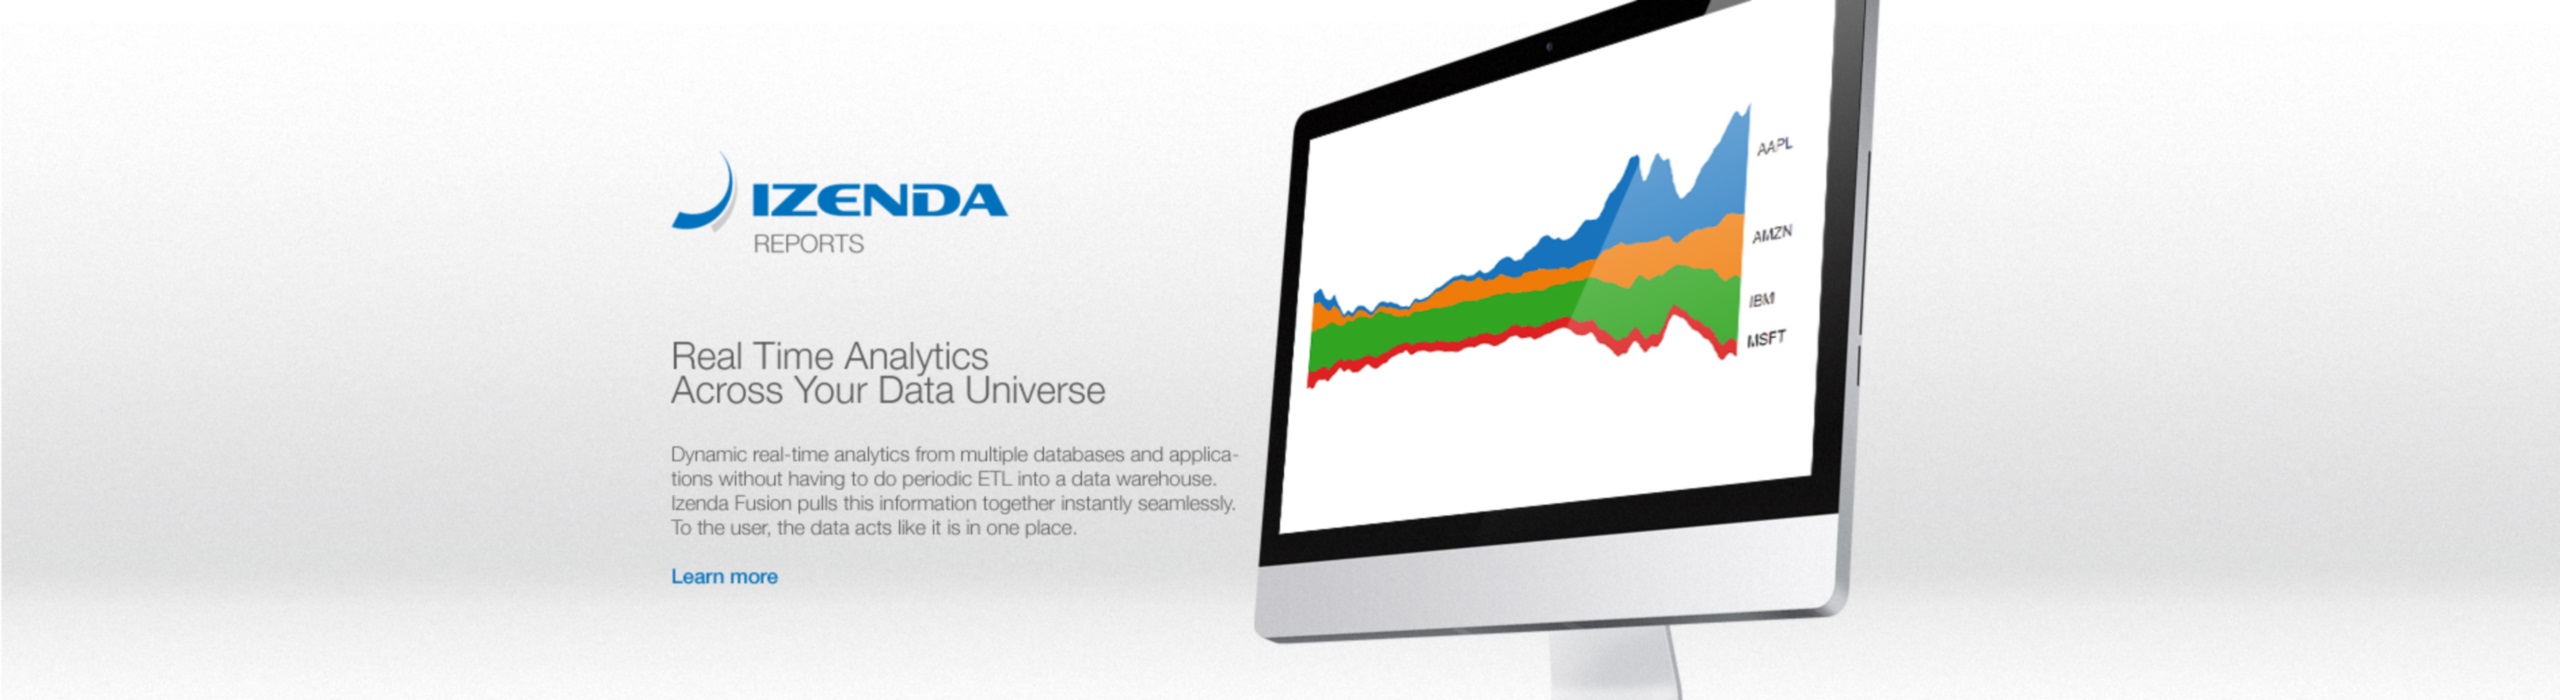 IZENDA
REPORTS
Real Time Analytics
Across Your Data Universe
Dynamic real-time analytics from multiple databases and applica-
tions without having to do periodic ETL into a data warehouse.
Izenda Fusion pulls this information together instantly seamlessly.
To the user, the data acts like it is in one place.
Learn more
AAPL
AMZN
IBM
MSFT